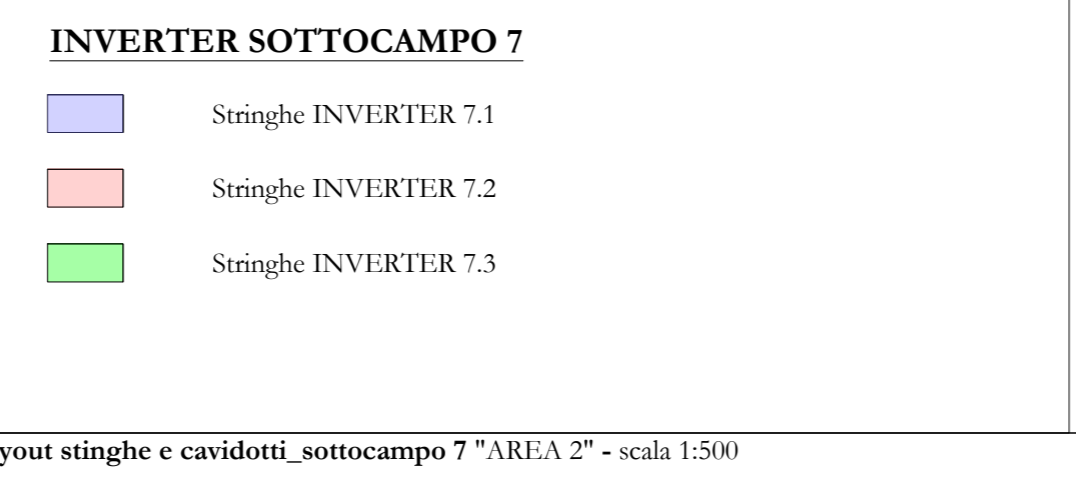 INVERTER SOTTOCAMPO 7
Stringhe INVERTER 7.1
Stringhe INVERTER 7.2
Stringhe INVERTER 7.3
yout stinghe e cavidotti_sottocampo 7 "AREA 2" - scala 1:500